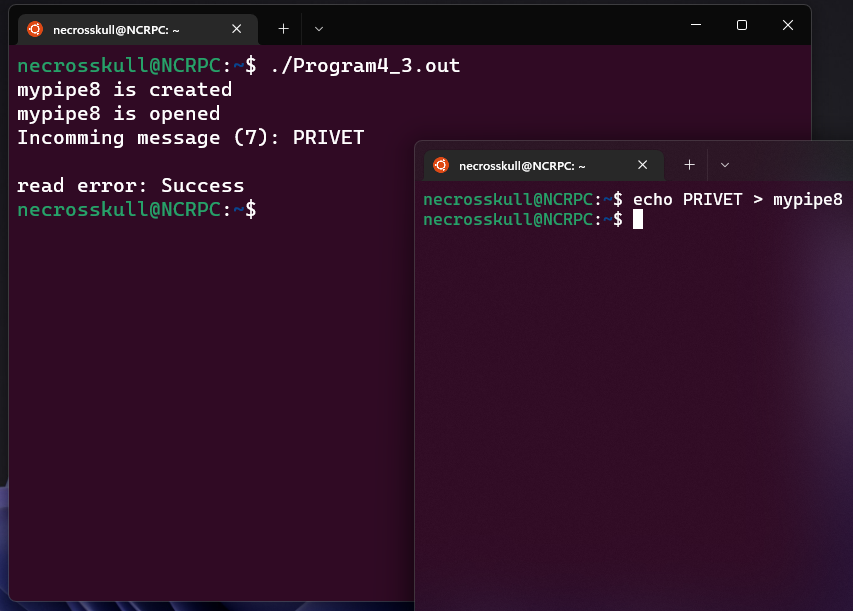 necrosskull@NCRPC: ~
necrosskull@NCRPC:~$ ./Program4_3.out
mypipe8 is created
mypipe8 is opened
Incomming message (7): PRIVET
read error: Success
necrosskull@NCRPC:~$
necrosskull@NCRPC: ~
necrosskull@NCRPC:~$ echo PRIVET > mypipe8
necrosskull@NCRPC:~$